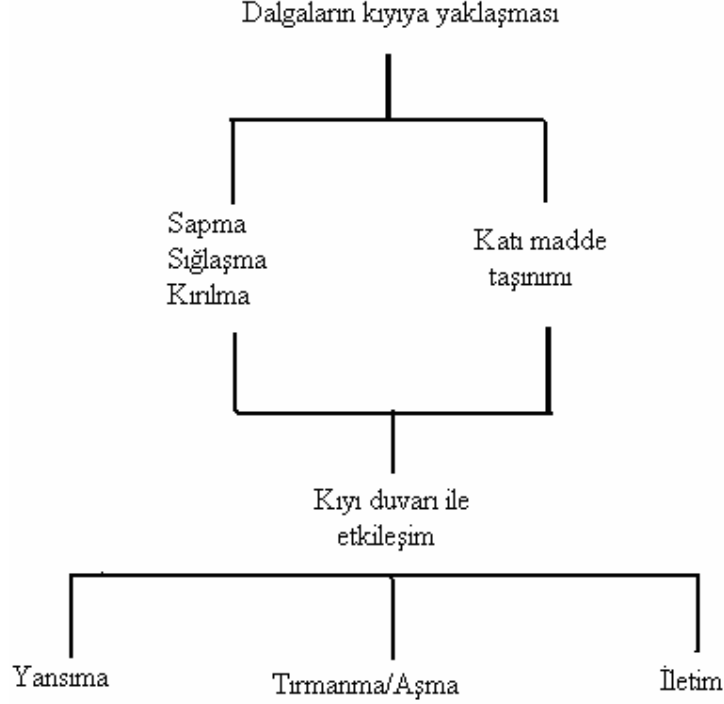 Dalgaların kıyıya yaklaşması
Sapma
Sığlaşma
Kırılma
Katı madde
taşınımı
Kıyı duvarı ile
etkileşim
Yansıma
Tırmanma/Aşma
İletim